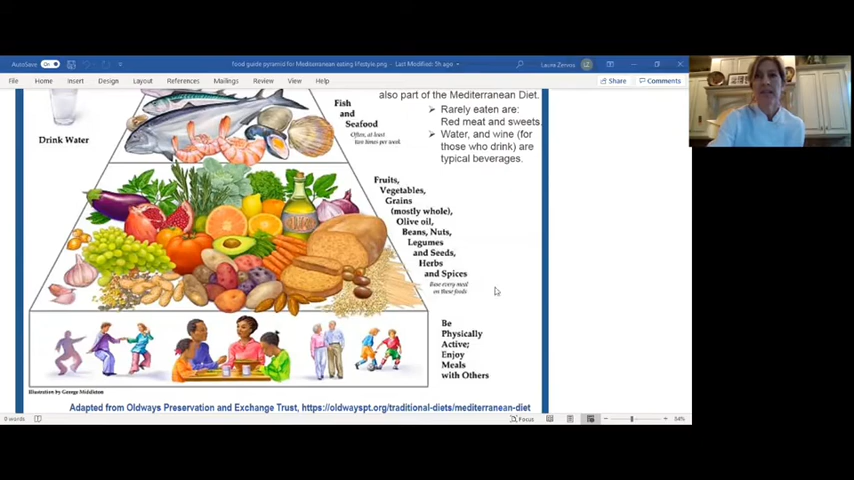 AutoSave On
food guide pyramid for Mediterranean eating lifestyle.png - Last Modified: 5h ago
LZ
File Home Insert Design Layout References Mailings Review View Help Share Comments
also part of the Mediterranean Diet.
➢ Rarely eaten are:
Red meat and sweets.
➢ Water, and wine (for
those who drink) are
typical beverages.
Drink Water
Fish
and
Seafood
Often, at least
two times per week.
Fruits,
Vegetables,
Grains
(mostly whole),
Olive oil,
Beans, Nuts,
Legumes
and Seeds,
Herbs
and Spices
Base every meal
on these foods
Be
Physically
Active;
Enjoy
Meals
with Others
Illustration by George Middleton
Adapted from Oldways Preservation and Exchange Trust, https://oldwayspt.org/traditional-diets/mediterranean-diet
0 words
Focus